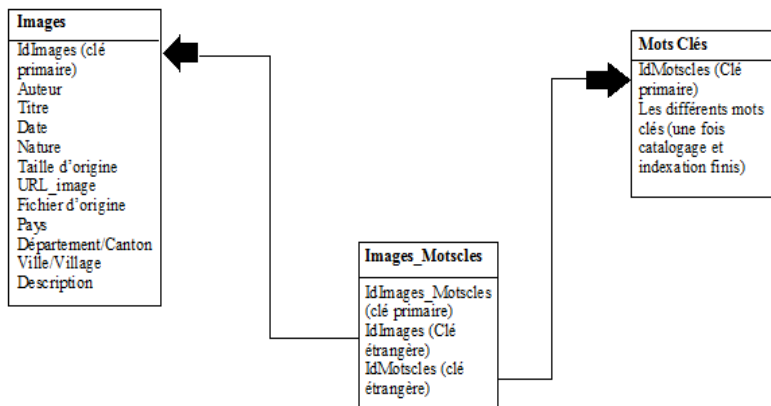 Images
IdImages (clé
primaire)
Auteur
Titre
Date
Nature
Taille d'origine
URL_image
Fichier d'origine
Pays
Département/Canton
Ville/Village
Description
Mots Clés
IdMotscles (Clé
primaire)
Les différents mots
clés (une fois
catalogage et
indexation finis)
Images_Motscles
IdImages_Motscles
(clé primaire)
IdImages (Clé
étrangère)
IdMotscles (clé
étrangère)